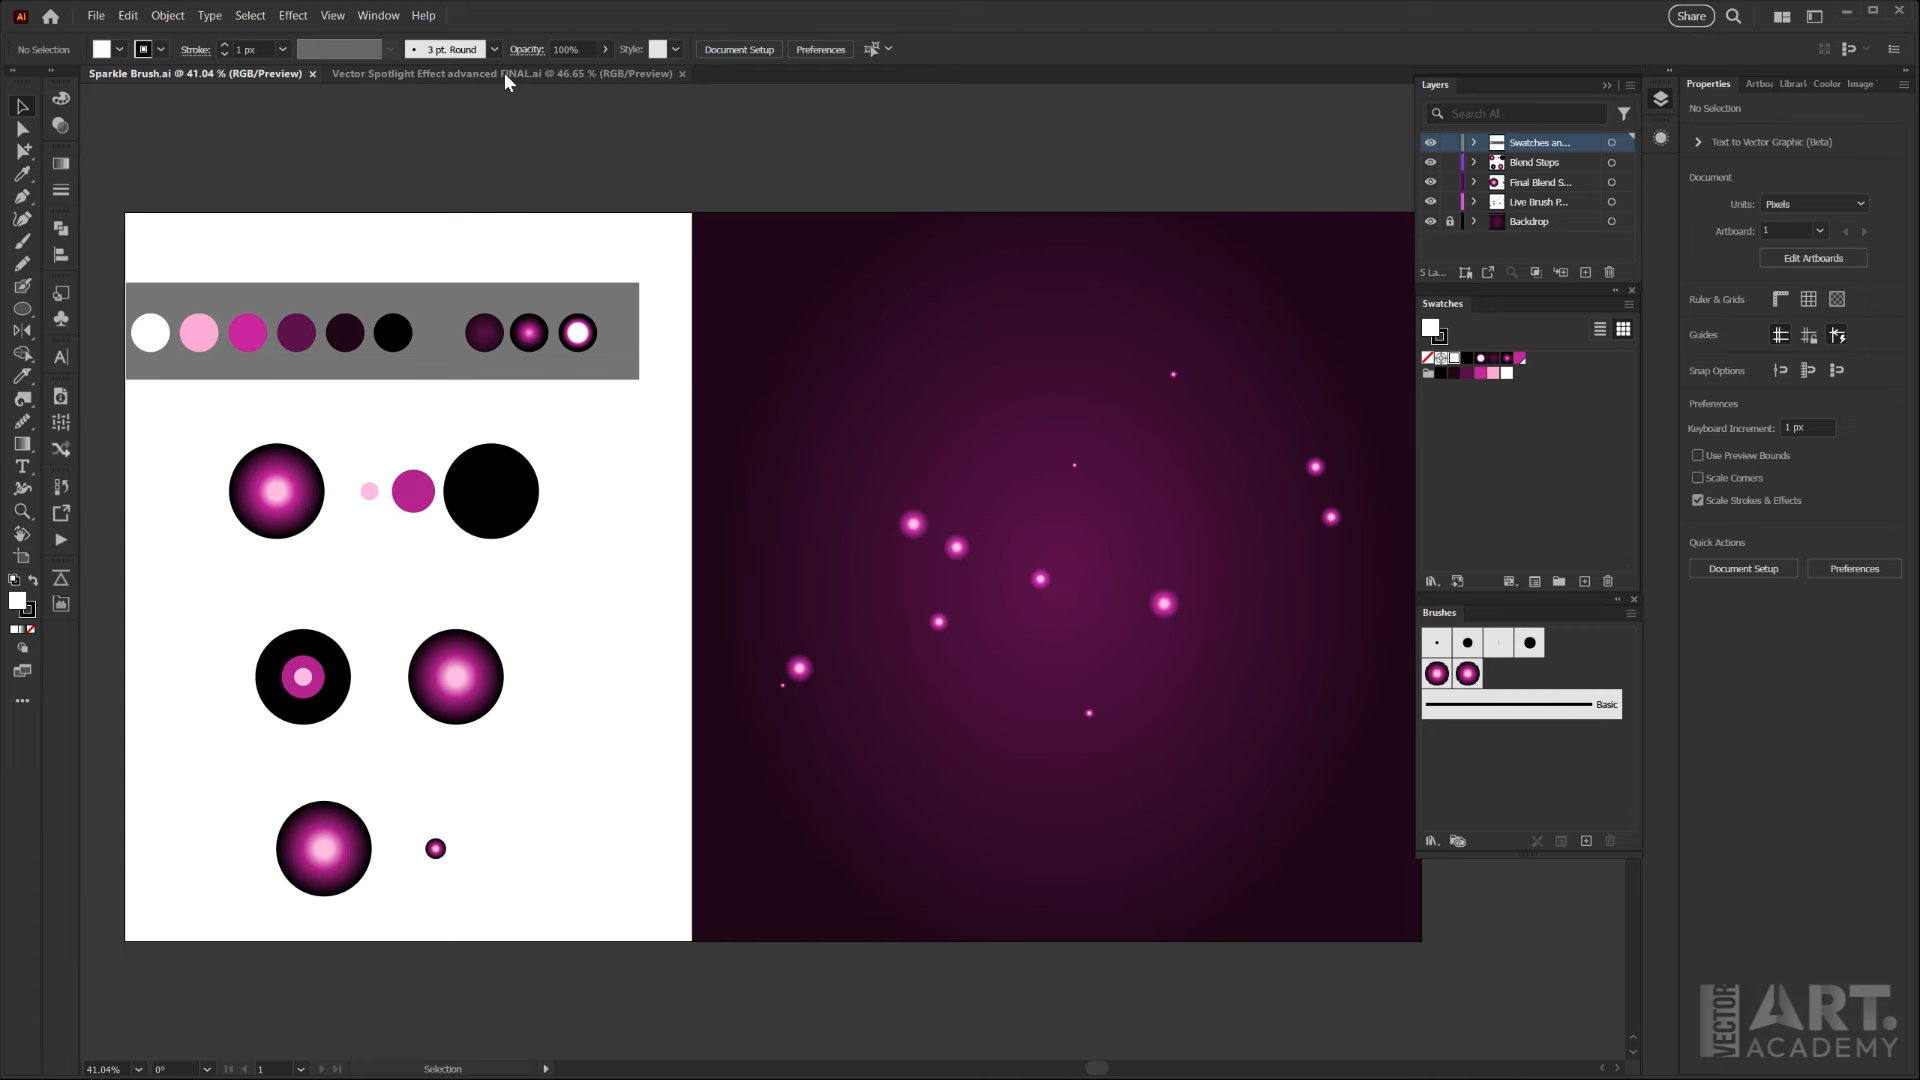 Ai File Edit Object Type Select Effect View Window Help Share
No Selection Stroke: 1 px 3 pt. Round Opacity: 100% Style: Document Setup Preferences
Sparkle Brush.ai @ 41.04 % (RGB/Preview) Vector Spotlight Effect advanced FINAL.ai @ 46.65 % (RGB/Preview)
Layers
Search All
Swatches an...
Blend Steps
Final Blend S...
Live Brush P...
Backdrop
5 La...
Swatches
Brushes
Basic
Properties Artboa Librari Coolor Image
No Selection
Text to Vector Graphic (Beta)
Document
Units: Pixels
Artboard: 1
Edit Artboards
Ruler & Grids
Guides
Snap Options
Preferences
Keyboard Increment: 1 px
Use Preview Bounds
Scale Corners
Scale Strokes & Effects
Quick Actions
Document Setup Preferences
VECTOR ART. ACADEMY
41.04% 0° 1 Selection